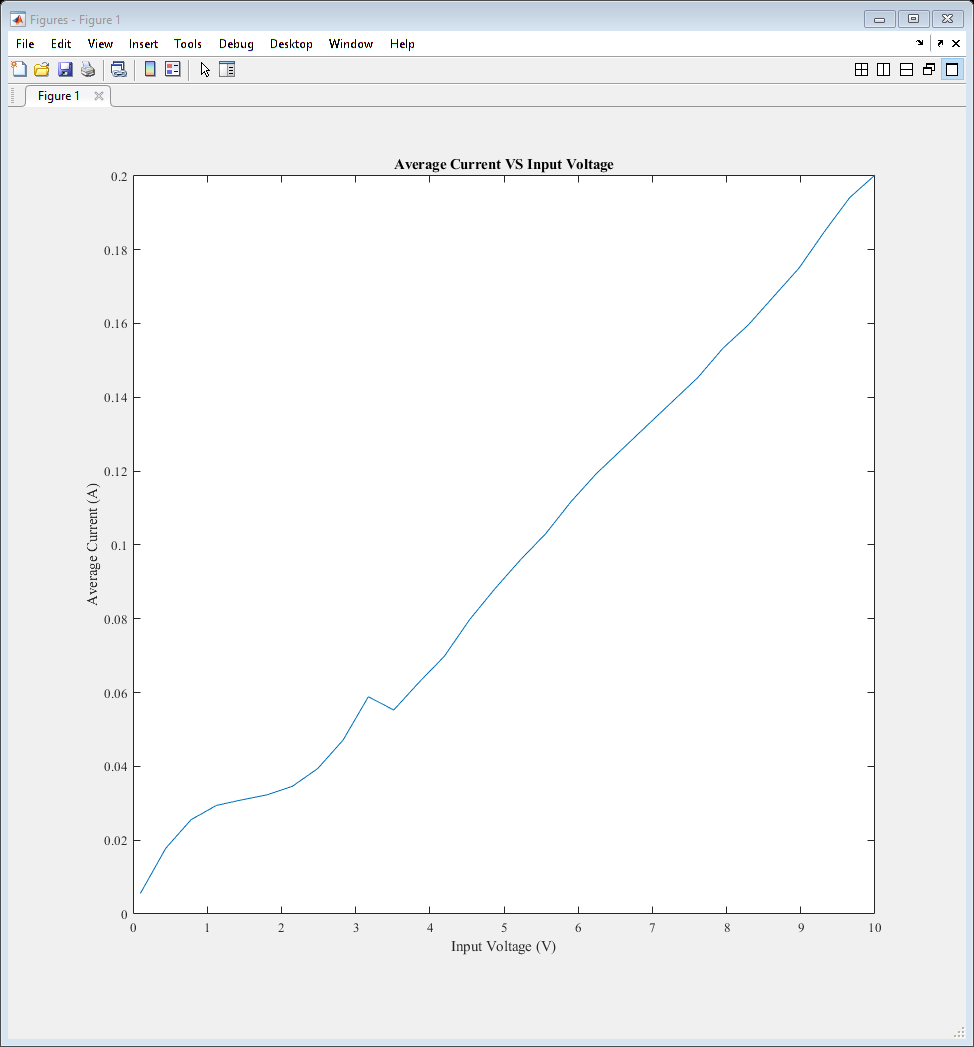 Figures - Figure 1
File Edit View Insert Tools Debug Desktop Window Help
Figure 1
Average Current VS Input Voltage
0.2
0.18
0.16
0.14
0.12
0.1
0.08
0.06
0.04
0.02
0
Average Current (A)
0 1 2 3 4 5 6 7 8 9 10
Input Voltage (V)